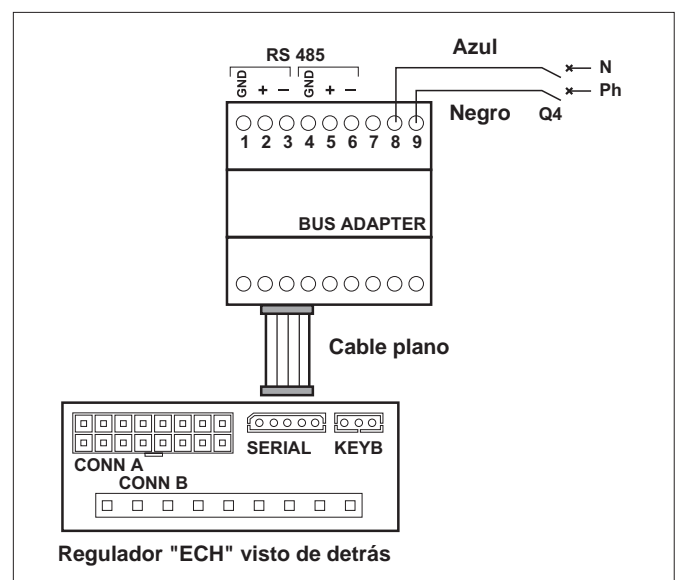 RS 485
Azul
N
GND + − GND + −
Ph
Negro Q4
1 2 3 4 5 6 7 8 9
BUS ADAPTER
Cable plano
SERIAL KEYB
CONN A
CONN B
Regulador "ECH" visto de detrás